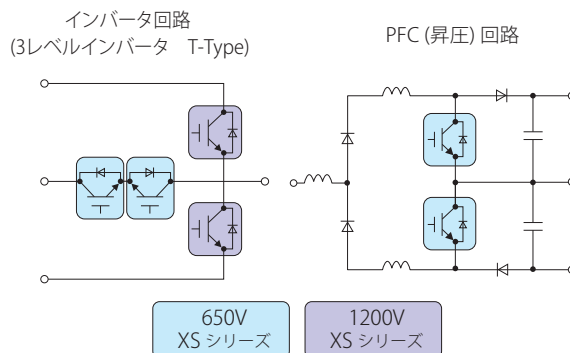 インバータ回路
(3レベルインバータ　T-Type)
PFC (昇圧) 回路
650V
XS シリーズ
1200V
XS シリーズ